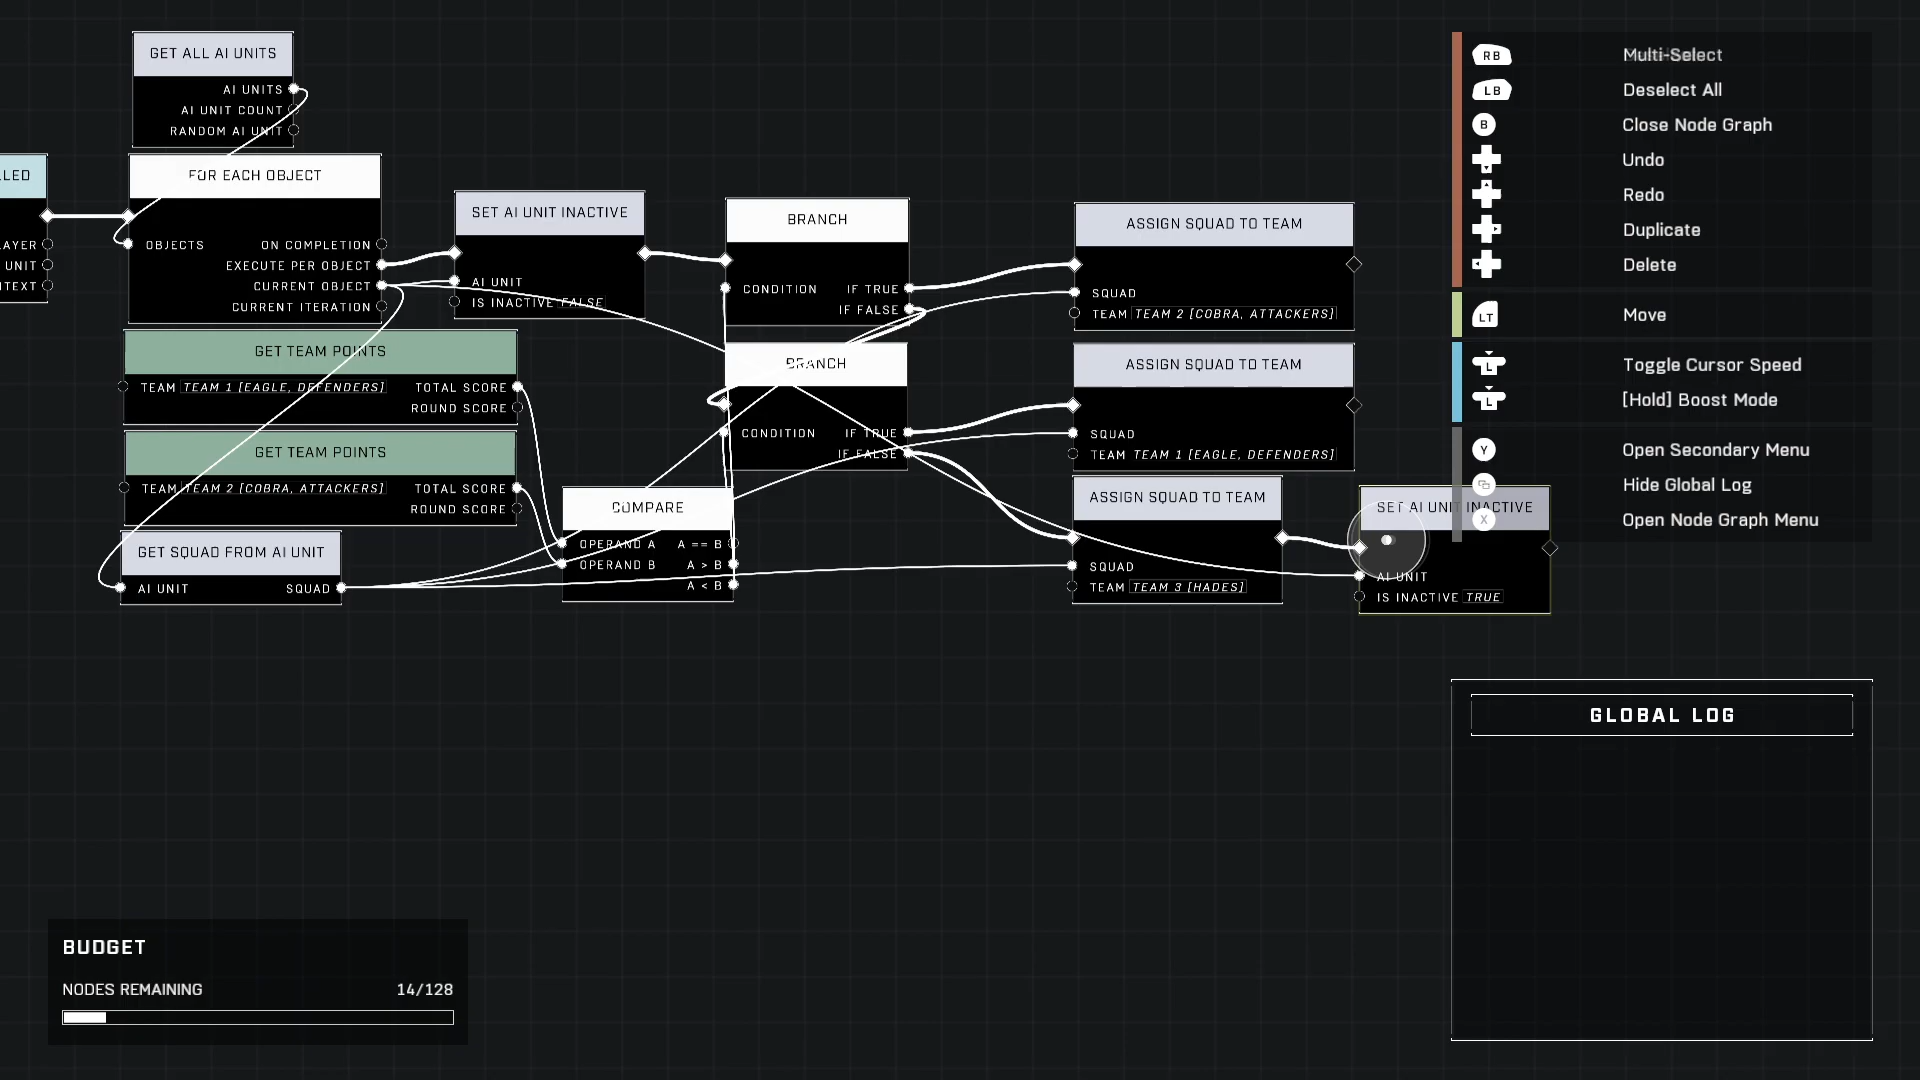 GET ALL AI UNITS
AI UNITS
AI UNIT COUNT
RANDOM AI UNIT
LLED
AYER
UNIT
TEXT
FOR EACH OBJECT
OBJECTS
ON COMPLETION
EXECUTE PER OBJECT
CURRENT OBJECT
CURRENT ITERATION
SET AI UNIT INACTIVE
AI UNIT
IS INACTIVE FALSE
BRANCH
CONDITION IF TRUE
IF FALSE
ASSIGN SQUAD TO TEAM
SQUAD
TEAM TEAM 2 [COBRA, ATTACKERS]
GET TEAM POINTS
TEAM TEAM 1 [EAGLE, DEFENDERS] TOTAL SCORE
ROUND SCORE
BRANCH
CONDITION IF TRUE
IF FALSE
ASSIGN SQUAD TO TEAM
SQUAD
TEAM TEAM 1 [EAGLE, DEFENDERS]
GET TEAM POINTS
TEAM TEAM 2 [COBRA, ATTACKERS] TOTAL SCORE
ROUND SCORE
GET SQUAD FROM AI UNIT
AI UNIT SQUAD
COMPARE
OPERAND A A == B
OPERAND B A > B
A < B
ASSIGN SQUAD TO TEAM
SQUAD
TEAM TEAM 3 [HADES]
SET AI UNIT INACTIVE
AI UNIT
IS INACTIVE TRUE
RB Multi-Select
LB Deselect All
B Close Node Graph
Undo
Redo
Duplicate
Delete
LT Move
L Toggle Cursor Speed
L [Hold] Boost Mode
Y Open Secondary Menu
Hide Global Log
X Open Node Graph Menu
GLOBAL LOG
BUDGET
NODES REMAINING 14/128